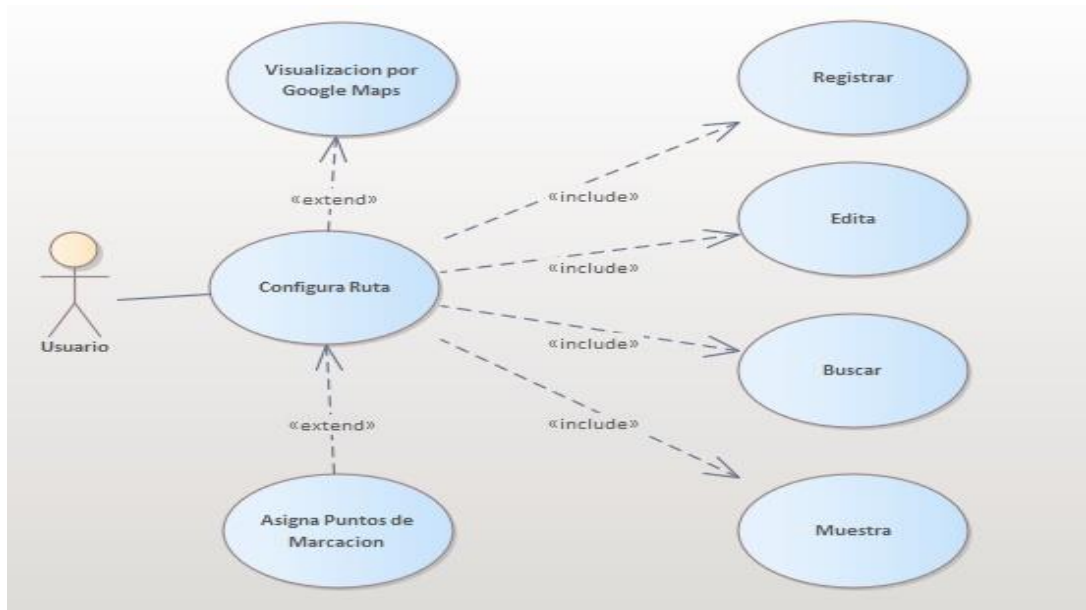 Visualizacion por
Google Maps
Registrar
«extend»
«include»
Edita
«include»
Configura Ruta
Usuario
«include»
Buscar
«extend»
«include»
Asigna Puntos de
Marcacion
Muestra